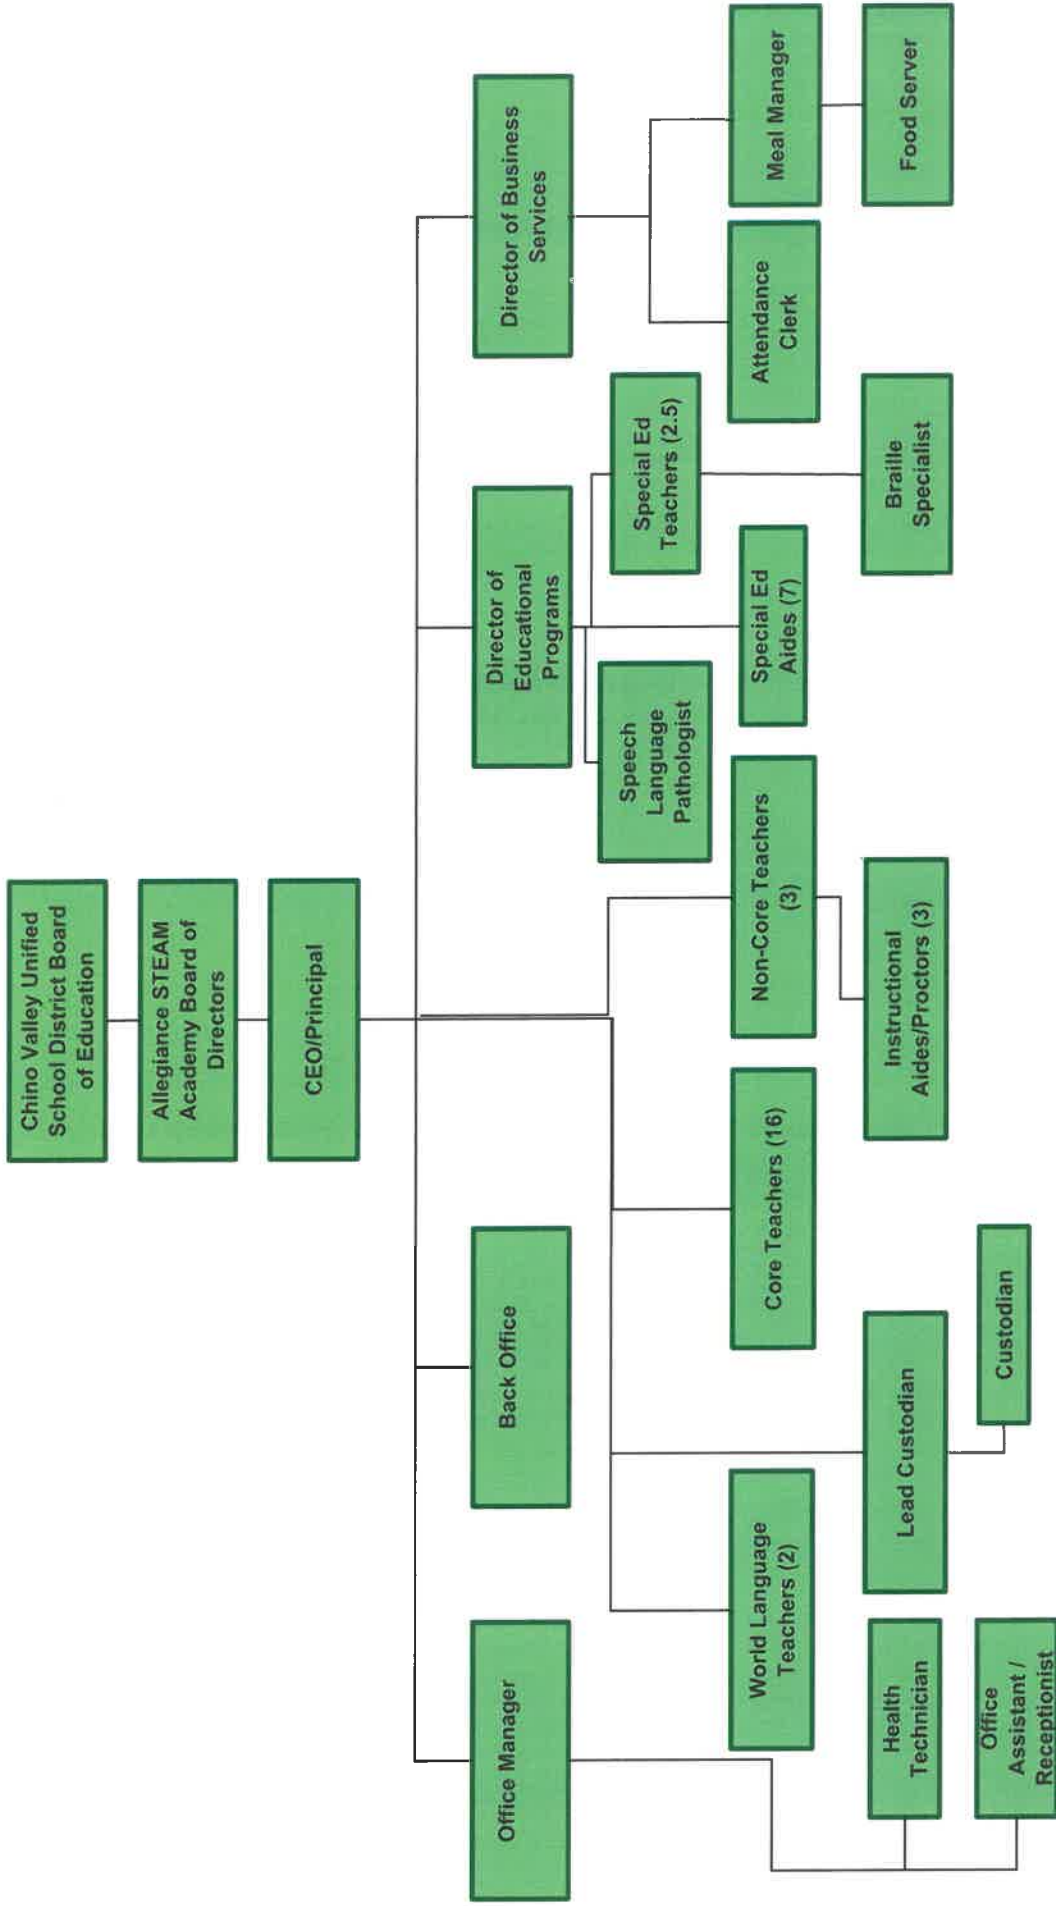 Chino Valley Unified
School District Board
of Education
Allegiance STEAM
Academy Board of
Directors
CEO/Principal
Office Manager
Back Office
Director of
Educational
Programs
Director of Business
Services
Speech
Language
Pathologist
Special Ed
Teachers (2.5)
World Language
Teachers (2)
Core Teachers (16)
Non-Core Teachers
(3)
Special Ed
Aides (7)
Attendance
Clerk
Meal Manager
Health
Technician
Lead Custodian
Instructional
Aides/Proctors (3)
Braille
Specialist
Food Server
Office
Assistant /
Receptionist
Custodian